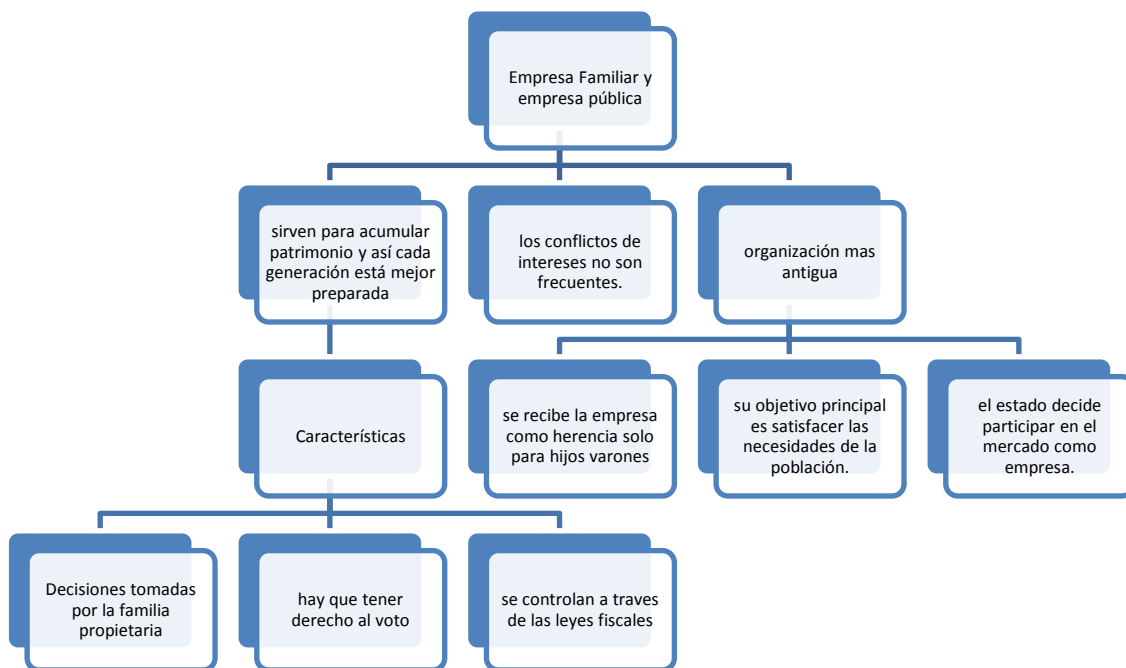 Empresa Familiar y
empresa pública
sirven para acumular
patrimonio y así cada
generación está mejor
preparada
los conflictos de
intereses no son
frecuentes.
organización mas
antigua
Característicias
se recibe la empresa
como herencia solo
para hijos varones
su objetivo principal
es satisfacer las
necesidades de la
población.
el estado decide
participar en el
mercado como
empresa.
Decisiones tomadas
por la familia
propietaria
hay que tener
derecho al voto
se controlan a traves
de las leyes fiscales